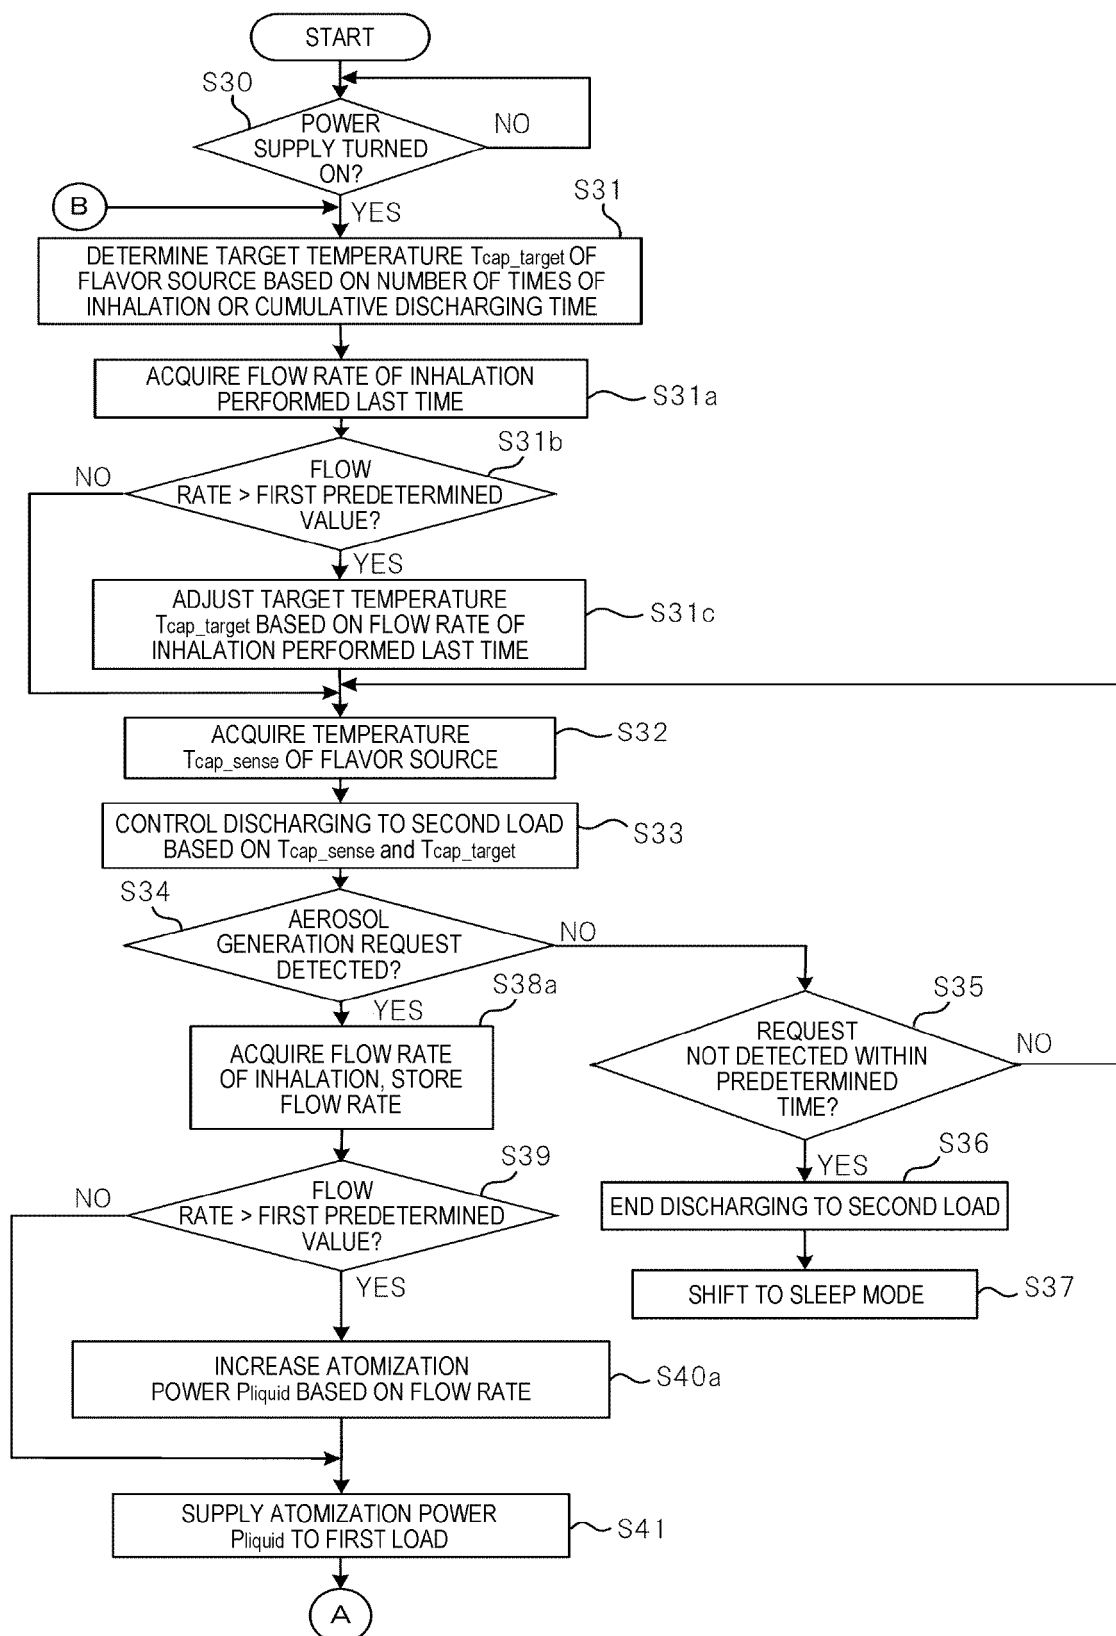 START
S30
POWER
SUPPLY TURNED
ON?
NO
B
YES
S31
DETERMINE TARGET TEMPERATURE Tcap_target OF
FLAVOR SOURCE BASED ON NUMBER OF TIMES OF
INHALATION OR CUMULATIVE DISCHARGING TIME
ACQUIRE FLOW RATE OF INHALATION
PERFORMED LAST TIME
S31a
S31b
NO
FLOW
RATE > FIRST PREDETERMINED
VALUE?
YES
ADJUST TARGET TEMPERATURE
Tcap_target BASED ON FLOW RATE OF
INHALATION PERFORMED LAST TIME
S31c
ACQUIRE TEMPERATURE
Tcap_sense OF FLAVOR SOURCE
S32
CONTROL DISCHARGING TO SECOND LOAD
BASED ON Tcap_sense and Tcap_target
S33
S34
AEROSOL
GENERATION REQUEST
DETECTED?
NO
YES
S38a
ACQUIRE FLOW RATE
OF INHALATION, STORE
FLOW RATE
S35
REQUEST
NOT DETECTED WITHIN
PREDETERMINED
TIME?
NO
YES
S36
END DISCHARGING TO SECOND LOAD
SHIFT TO SLEEP MODE
S37
S39
NO
FLOW
RATE > FIRST PREDETERMINED
VALUE?
YES
INCREASE ATOMIZATION
POWER Pliquid BASED ON FLOW RATE
S40a
SUPPLY ATOMIZATION POWER
Pliquid TO FIRST LOAD
S41
A